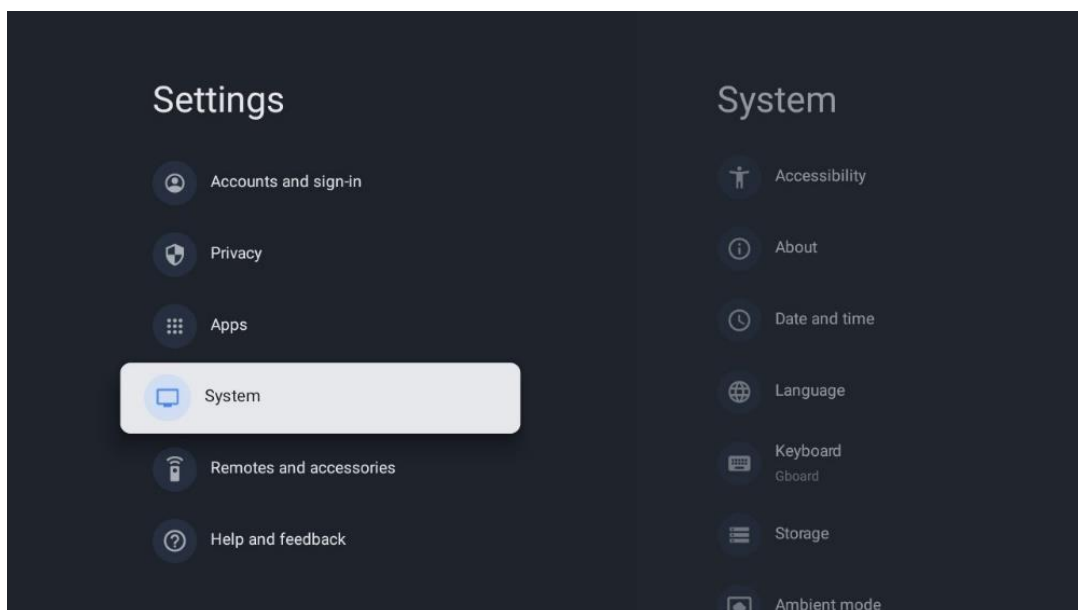 Settings
Accounts and sign-in
Privacy
Apps
System
Remotes and accessories
Help and feedback
System
Accessibility
About
Date and time
Language
Keyboard
Gboard
Storage
Ambient mode